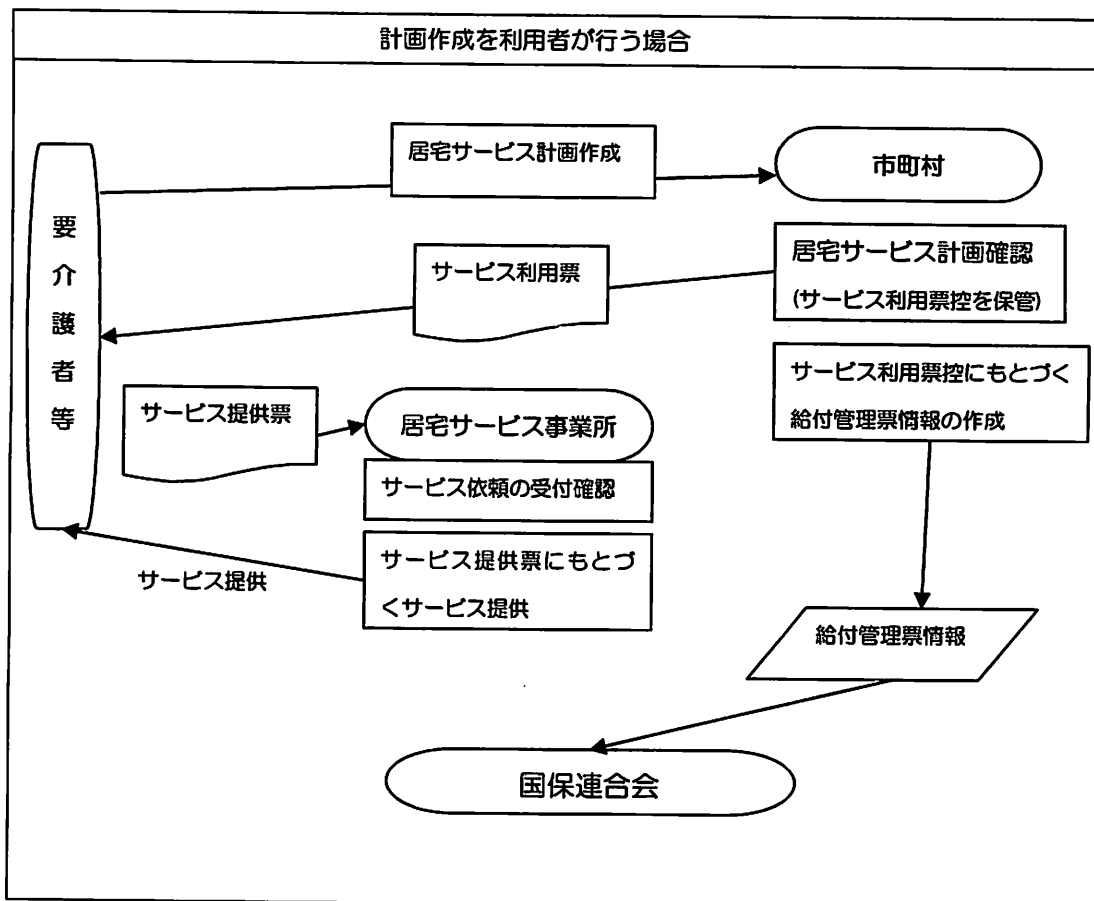 計画作成を利用者が行う場合
居宅サービス計画作成
市町村
要介護者等
サービス利用票
居宅サービス計画確認
(サービス利用票控を保管)
サービス利用票控にもとづく
給付管理票情報の作成
サービス提供票
居宅サービス事業所
サービス依頼の受付確認
サービス提供票にもとづ
くサービス提供
サービス提供
給付管理票情報
国保連合会